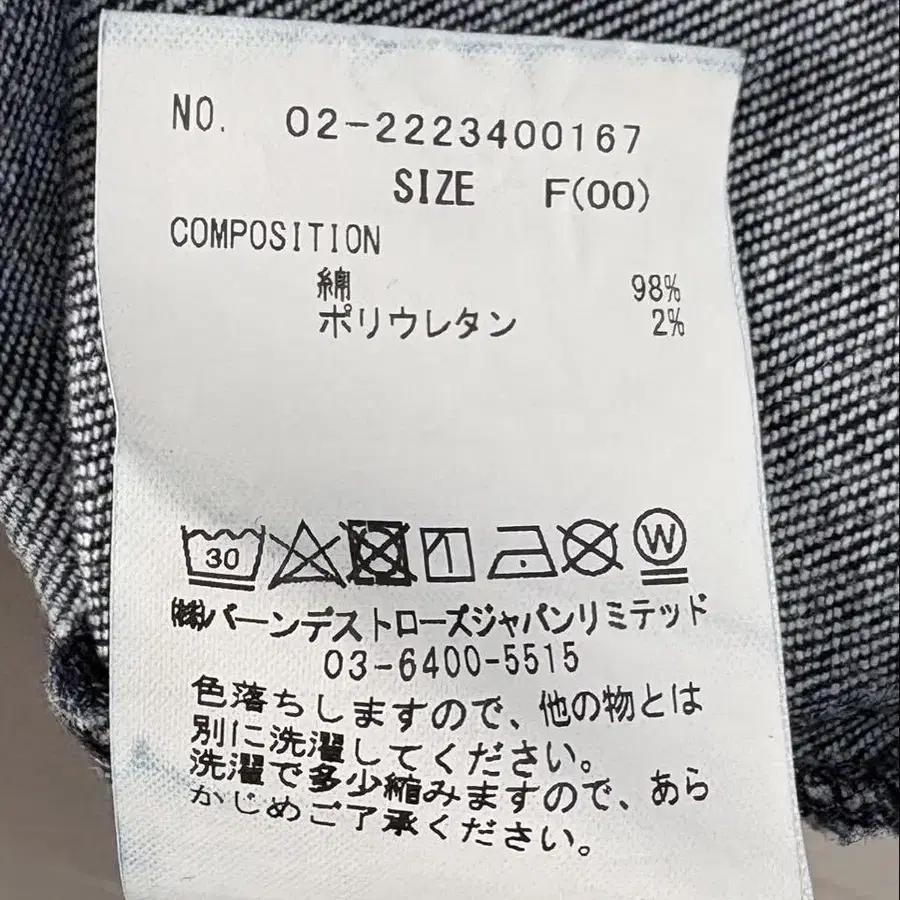 NO. 02-2223400167
SIZE F(00)
COMPOSITION
綿 98%
ポリウレタン 2%
30 W
㈱バーンデストローズジャパンリミテッド
03-6400-5515
色落ちしますので、他の物とは
別に洗濯してください。
洗濯で多少縮みますので、あら
かじめご了承ください。